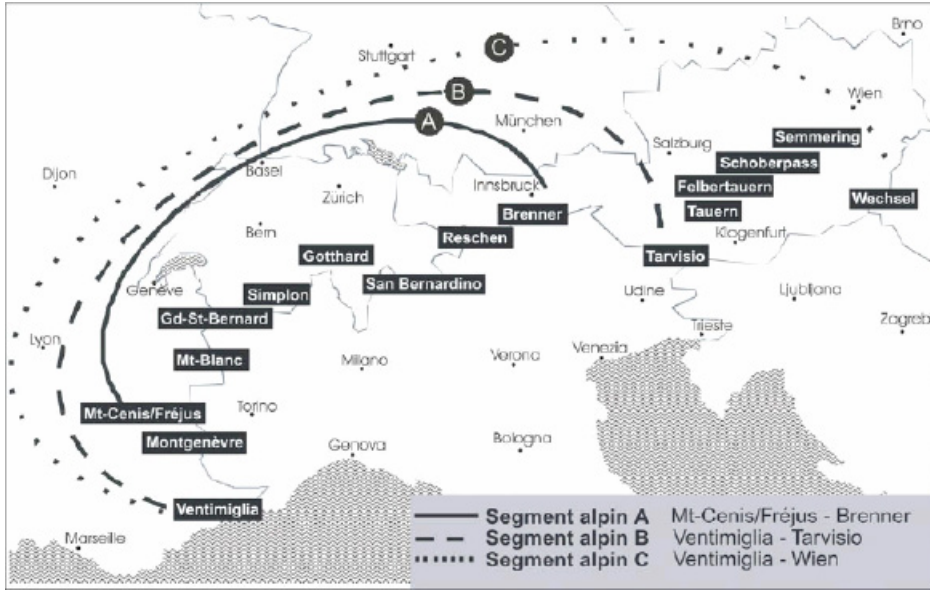 Brno
C
Stuttgart
B
Wien
A
München
Semmering
Salzburg
Schoberpass
Dijon
Basel
Innsbruck
Felbertauern
Zürich
Wechsel
Brenner
Tauern
Bern
Reschen
Klogenfurt
Gotthard
Tarvisio
San Bernardino
Genève
Simplon
Udine
Ljubljana
Gd-St-Bernard
Trieste
Zagreb
Lyon
Mt-Blanc
Milano
Verona
Venezia
Mt-Cenis/Fréjus
Torino
Montgenèvre
Genova
Bologna
Ventimiglia
Marseille
Segment alpin A Mt-Cenis/Fréjus - Brenner
Segment alpin B Ventimiglia - Tarvisio
Segment alpin C Ventimiglia - Wien